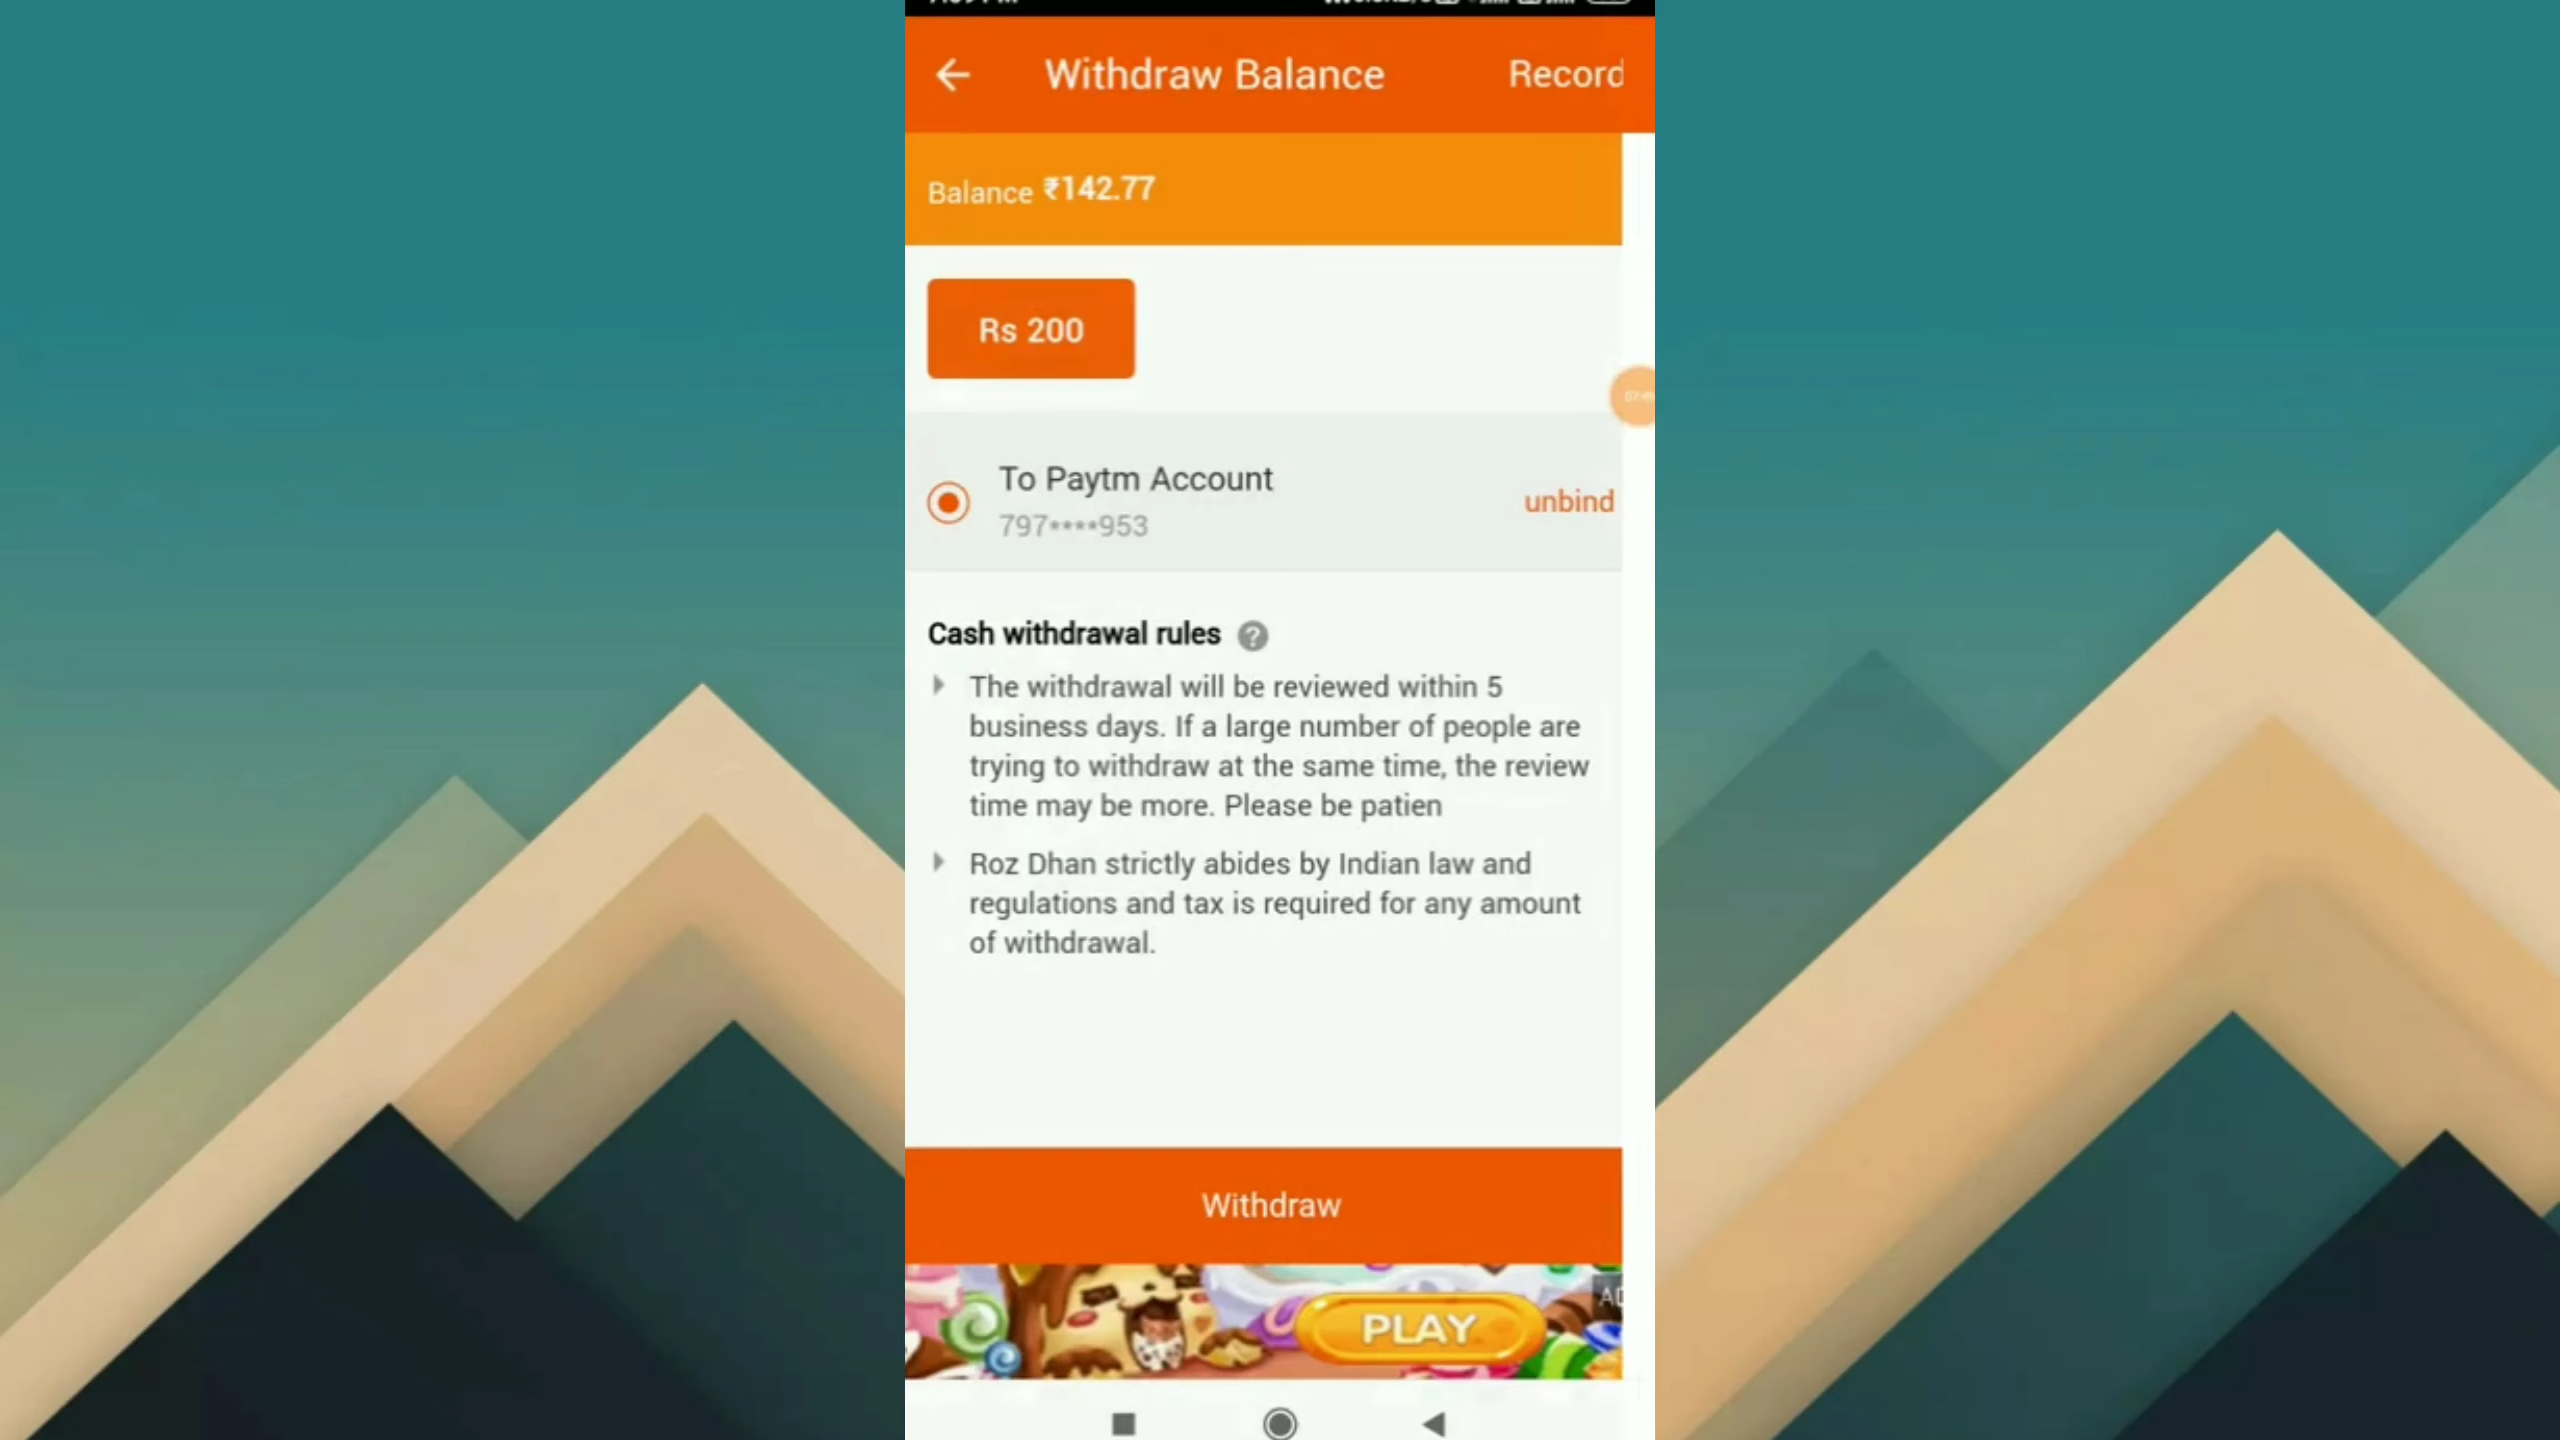 Withdraw Balance
Record
Balance ₹142.77
Rs 200
To Paytm Account
797****953
unbind
Cash withdrawal rules ?
The withdrawal will be reviewed within 5
business days. If a large number of people are
trying to withdraw at the same time, the review
time may be more. Please be patien
Roz Dhan strictly abides by Indian law and
regulations and tax is required for any amount
of withdrawal.
Withdraw
PLAY